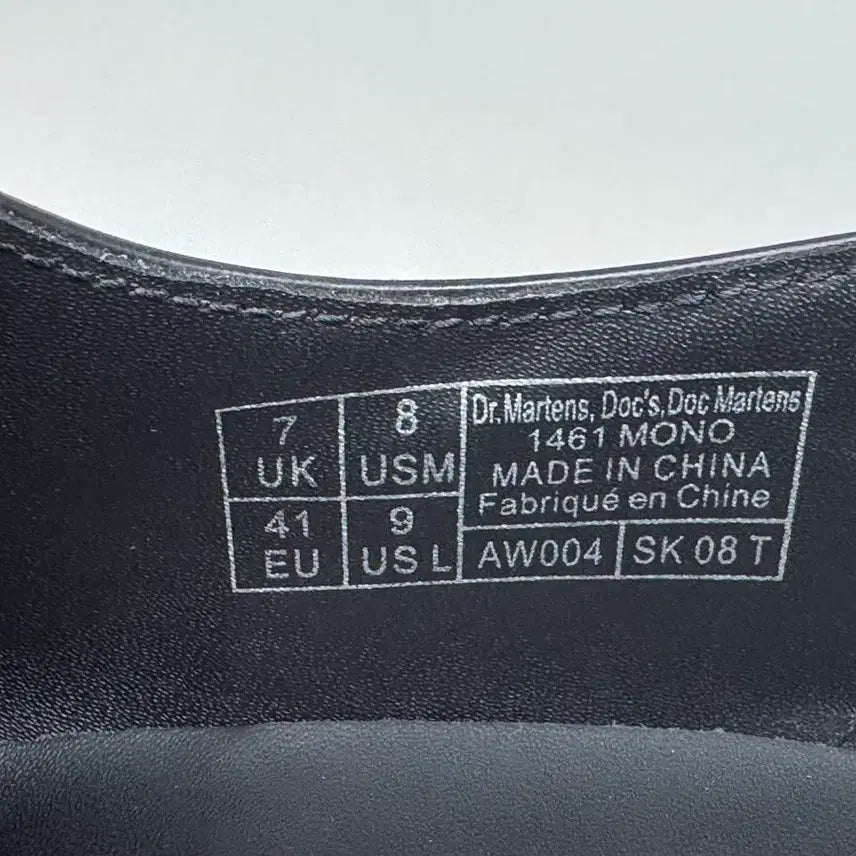 7 UK
8 USM
41 EU
9 US L
Dr. Martens, Doc's, Doc Martens
1461 MONO
MADE IN CHINA
Fabriqué en Chine
AW004
SK 08 T